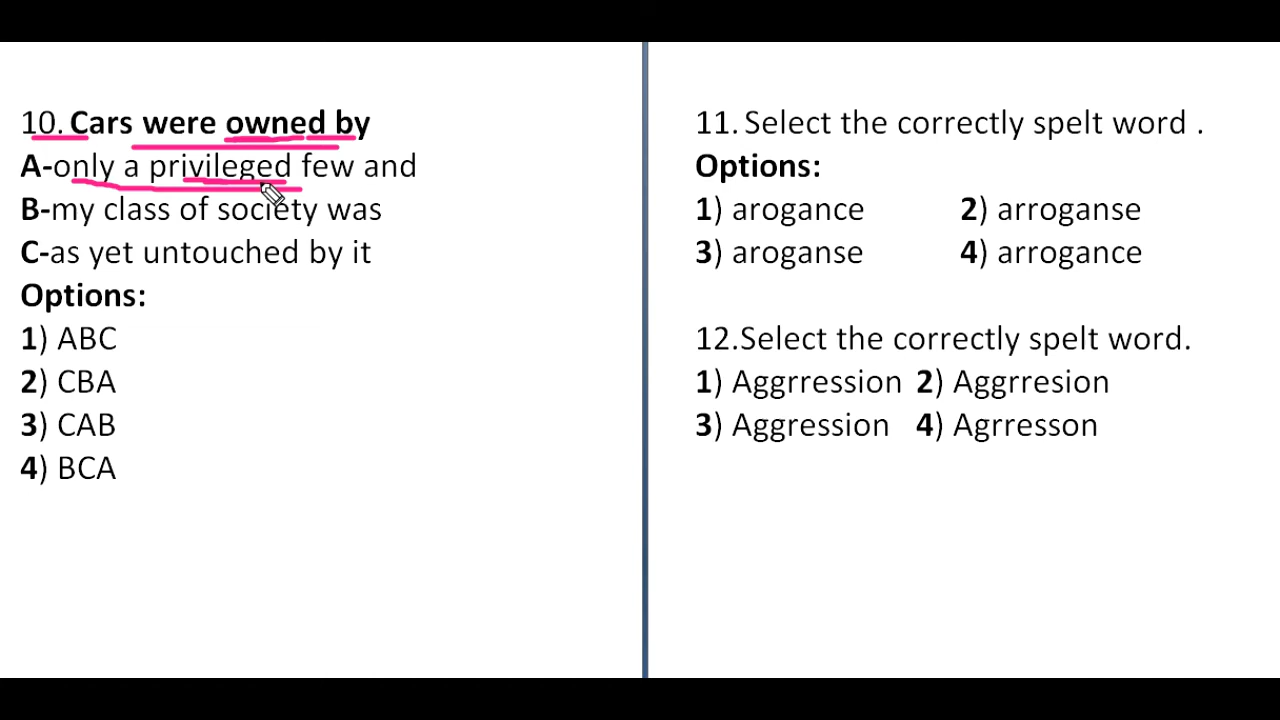 10. Cars were owned by
A-only a privileged few and
B-my class of society was
C-as yet untouched by it
Options:
1) ABC
2) CBA
3) CAB
4) BCA
11. Select the correctly spelt word .
Options:
1) arogance 2) arroganse
3) aroganse 4) arrogance
12.Select the correctly spelt word.
1) Aggrression 2) Aggrresion
3) Aggression 4) Agrresson